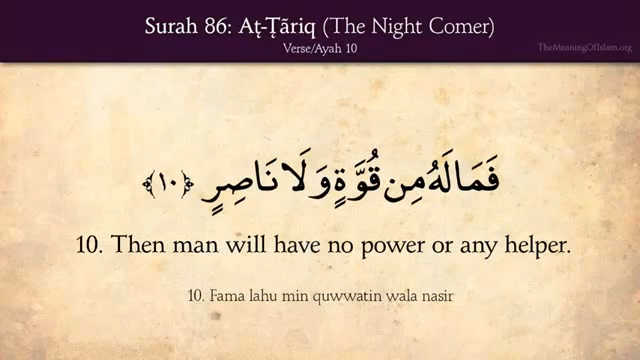 Surah 86: Aṭ-Ṭãriq (The Night Comer)
Verse/Ayah 10
TheMeaningOfIslam.org
فَمَا لَهُ مِن قُوَّةٍ وَلَا نَاصِرٍ ﴿١٠﴾
10. Then man will have no power or any helper.
10. Fama lahu min quwwatin wala nasir